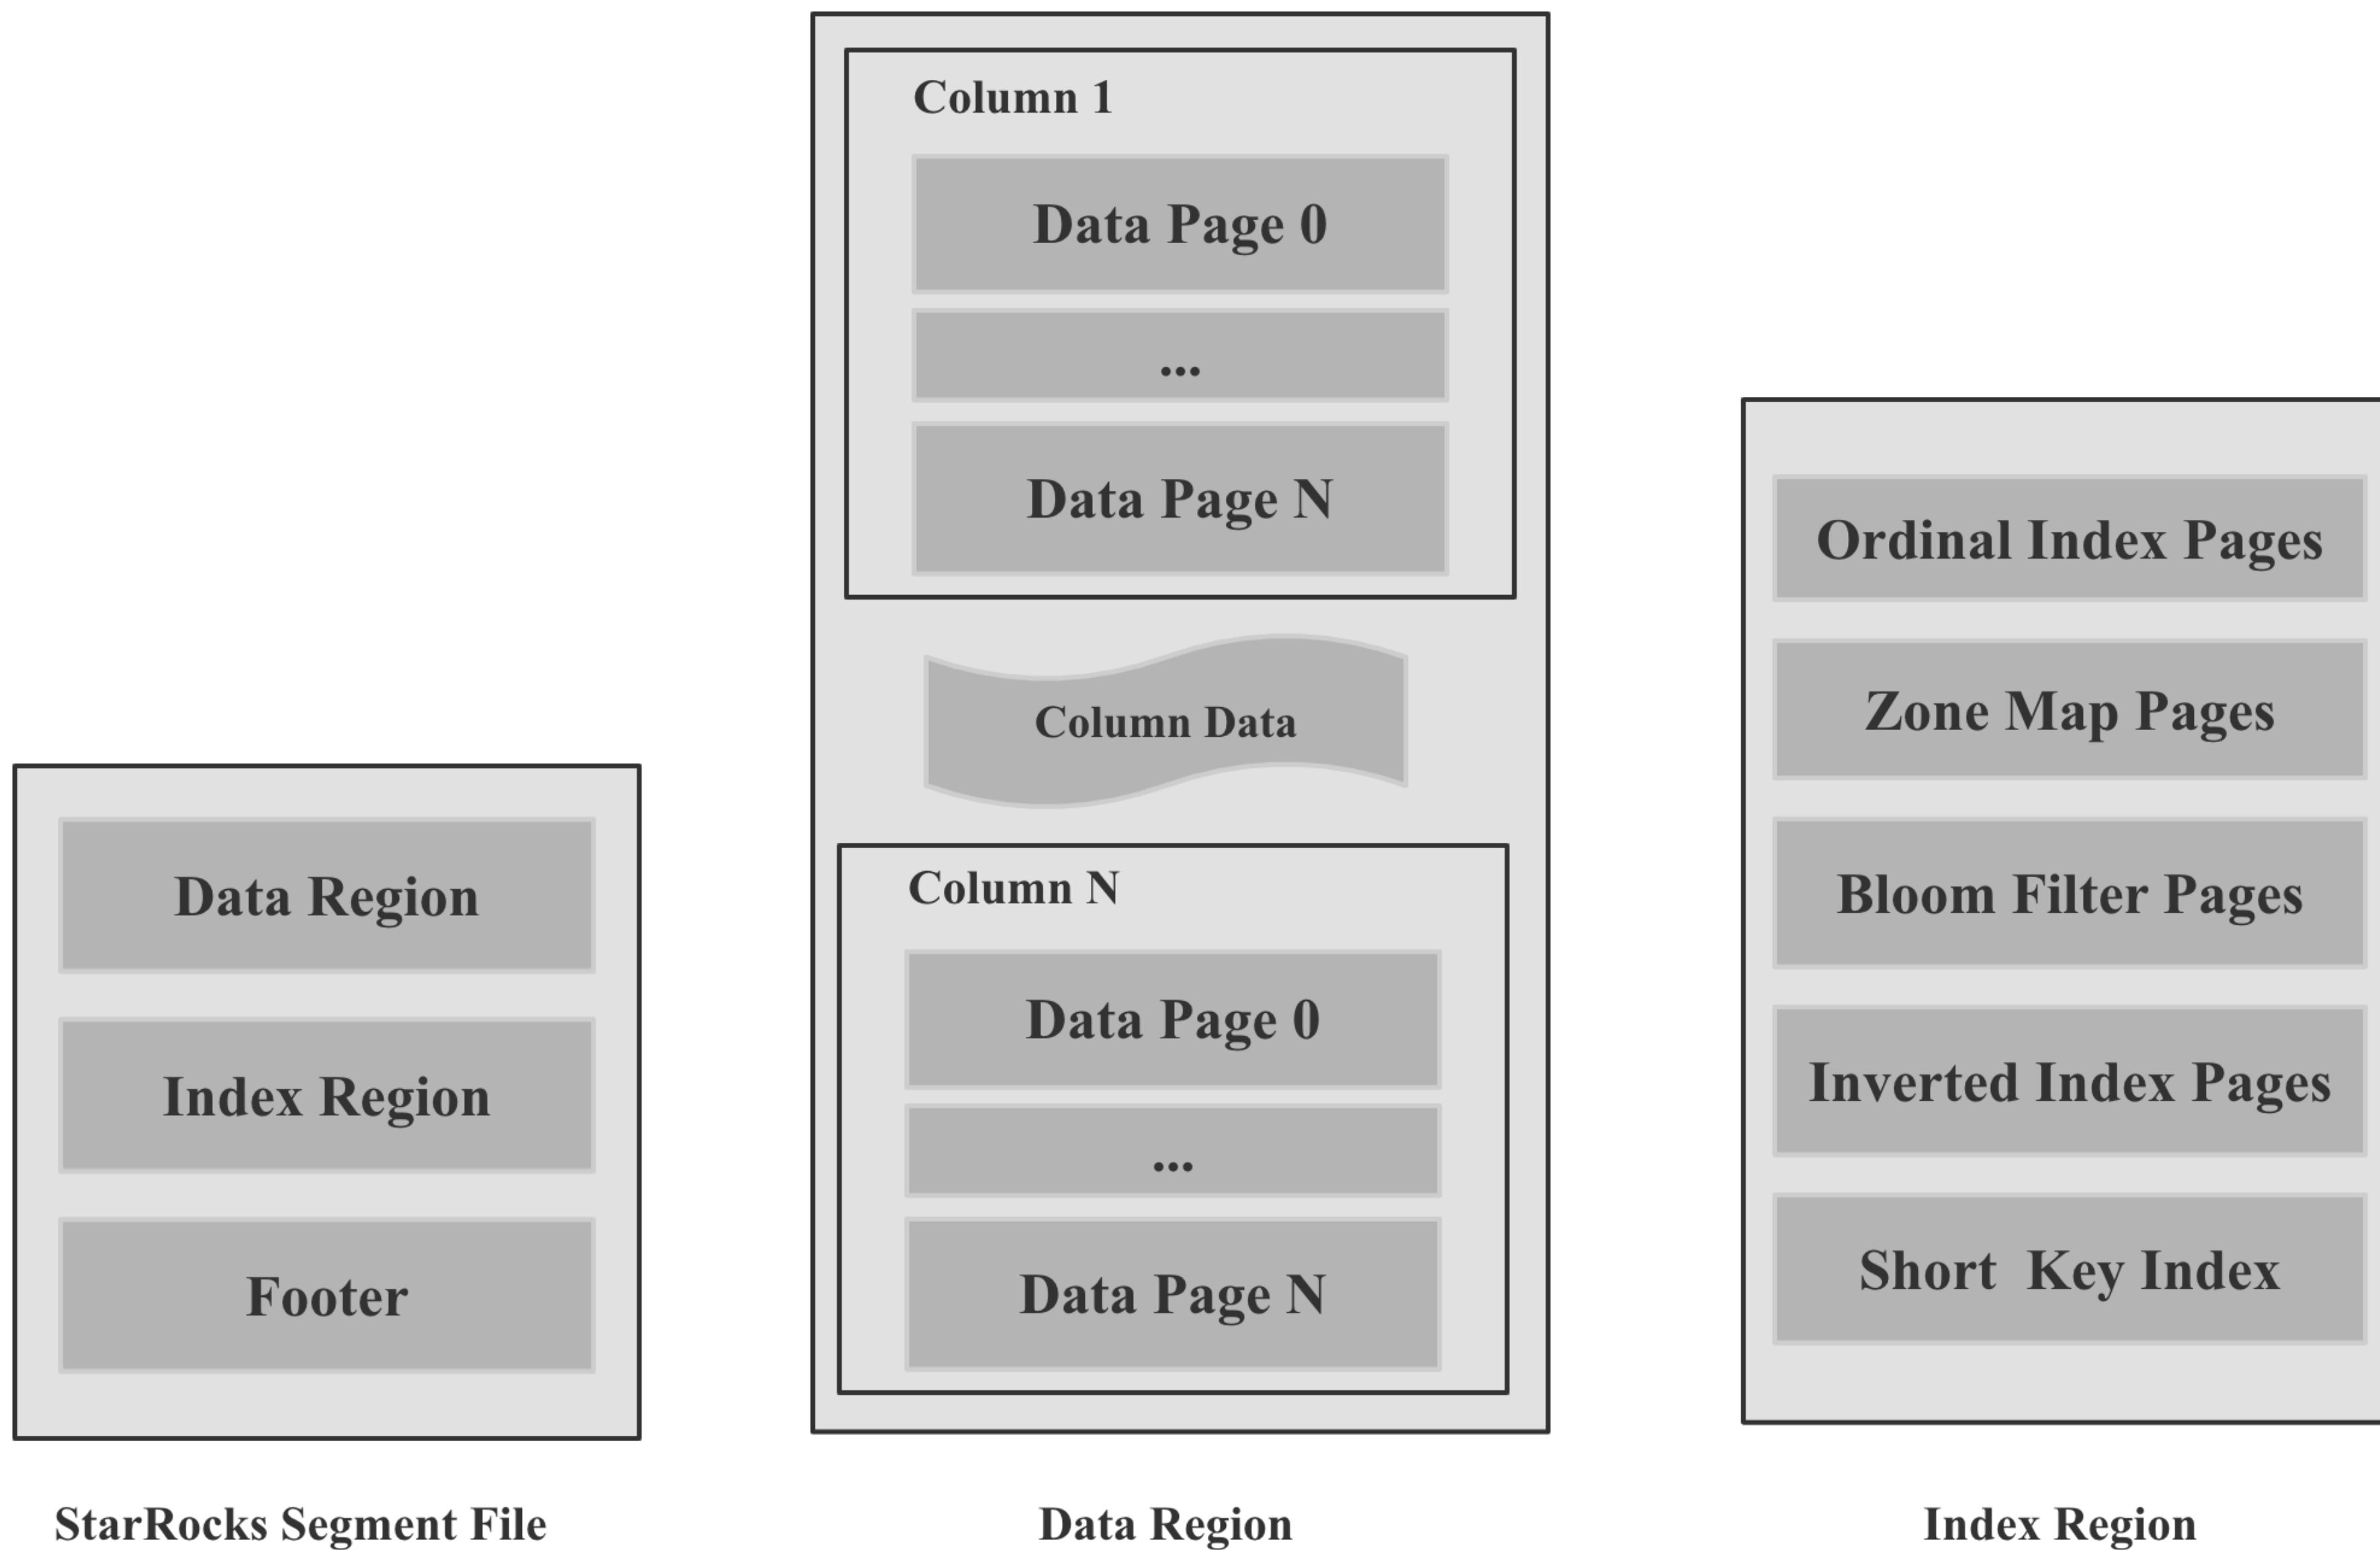 Data Region
Index Region
Footer
StarRocks Segment File
Column 1
Data Page 0
...
Data Page N
Column Data
Column N
Data Page 0
...
Data Page N
Data Region
Ordinal Index Pages
Zone Map Pages
Bloom Filter Pages
Inverted Index Pages
Short Key Index
Index Region